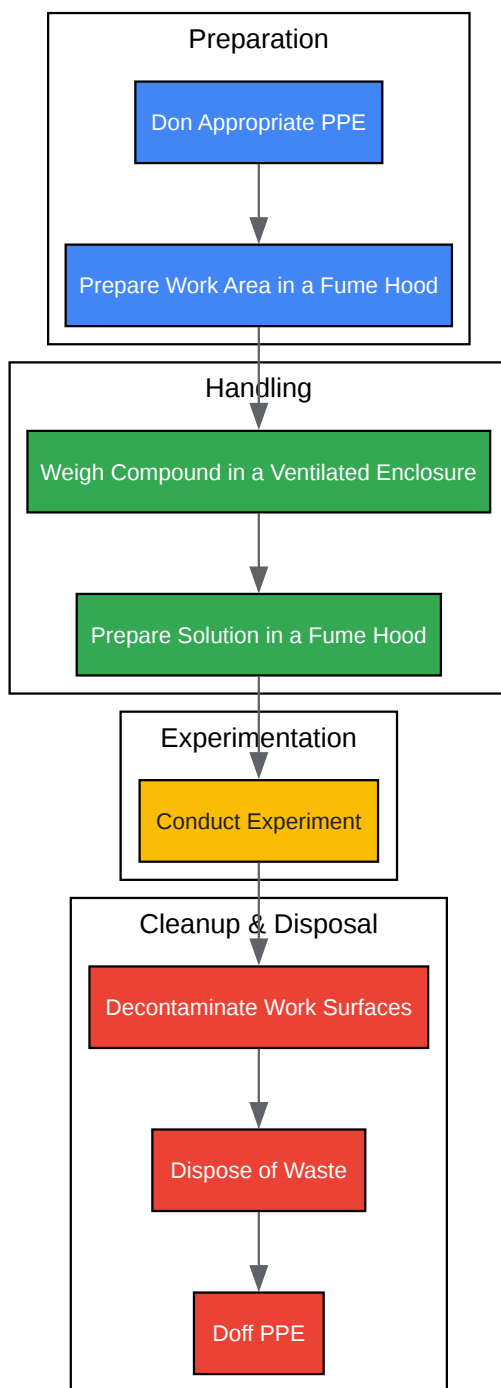 Preparation
Don Appropriate PPE
Prepare Work Area in a Fume Hood
Handling
Weigh Compound in a Ventilated Enclosure
Prepare Solution in a Fume Hood
Experimentation
Conduct Experiment
Cleanup & Disposal
Decontaminate Work Surfaces
Dispose of Waste
Doff PPE